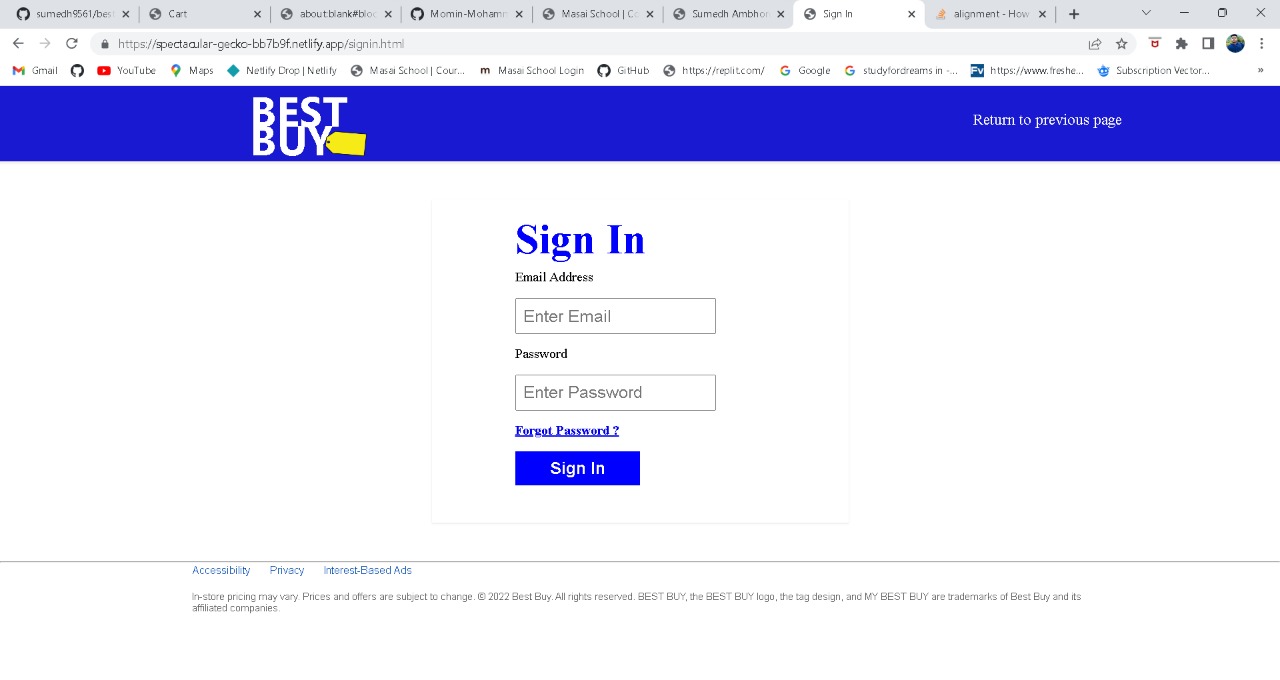 sumedh9561/bes
Cart
about:blank#bloc
Momin-Mohamm
Masai School | Co
Sumedh Ambhor
Sign In
alignment - How
https://spectacular-gecko-bb7b9f.netlify.app/signin.html
Gmail
YouTube
Maps
Netlify Drop | Netlify
Masai School | Cour...
m Masai School Login
GitHub
https://replit.com/
Google
studyfordreams in -...
Fv https://www.freshe...
Subscription Vector...
»
BEST
BUY
Return to previous page
Sign In
Email Address
Enter Email
Password
Enter Password
Forgot Password ?
Sign In
Accessibility Privacy Interest-Based Ads
In-store pricing may vary. Prices and offers are subject to change. © 2022 Best Buy. All rights reserved. BEST BUY, the BEST BUY logo, the tag design, and MY BEST BUY are trademarks of Best Buy and its
affiliated companies.